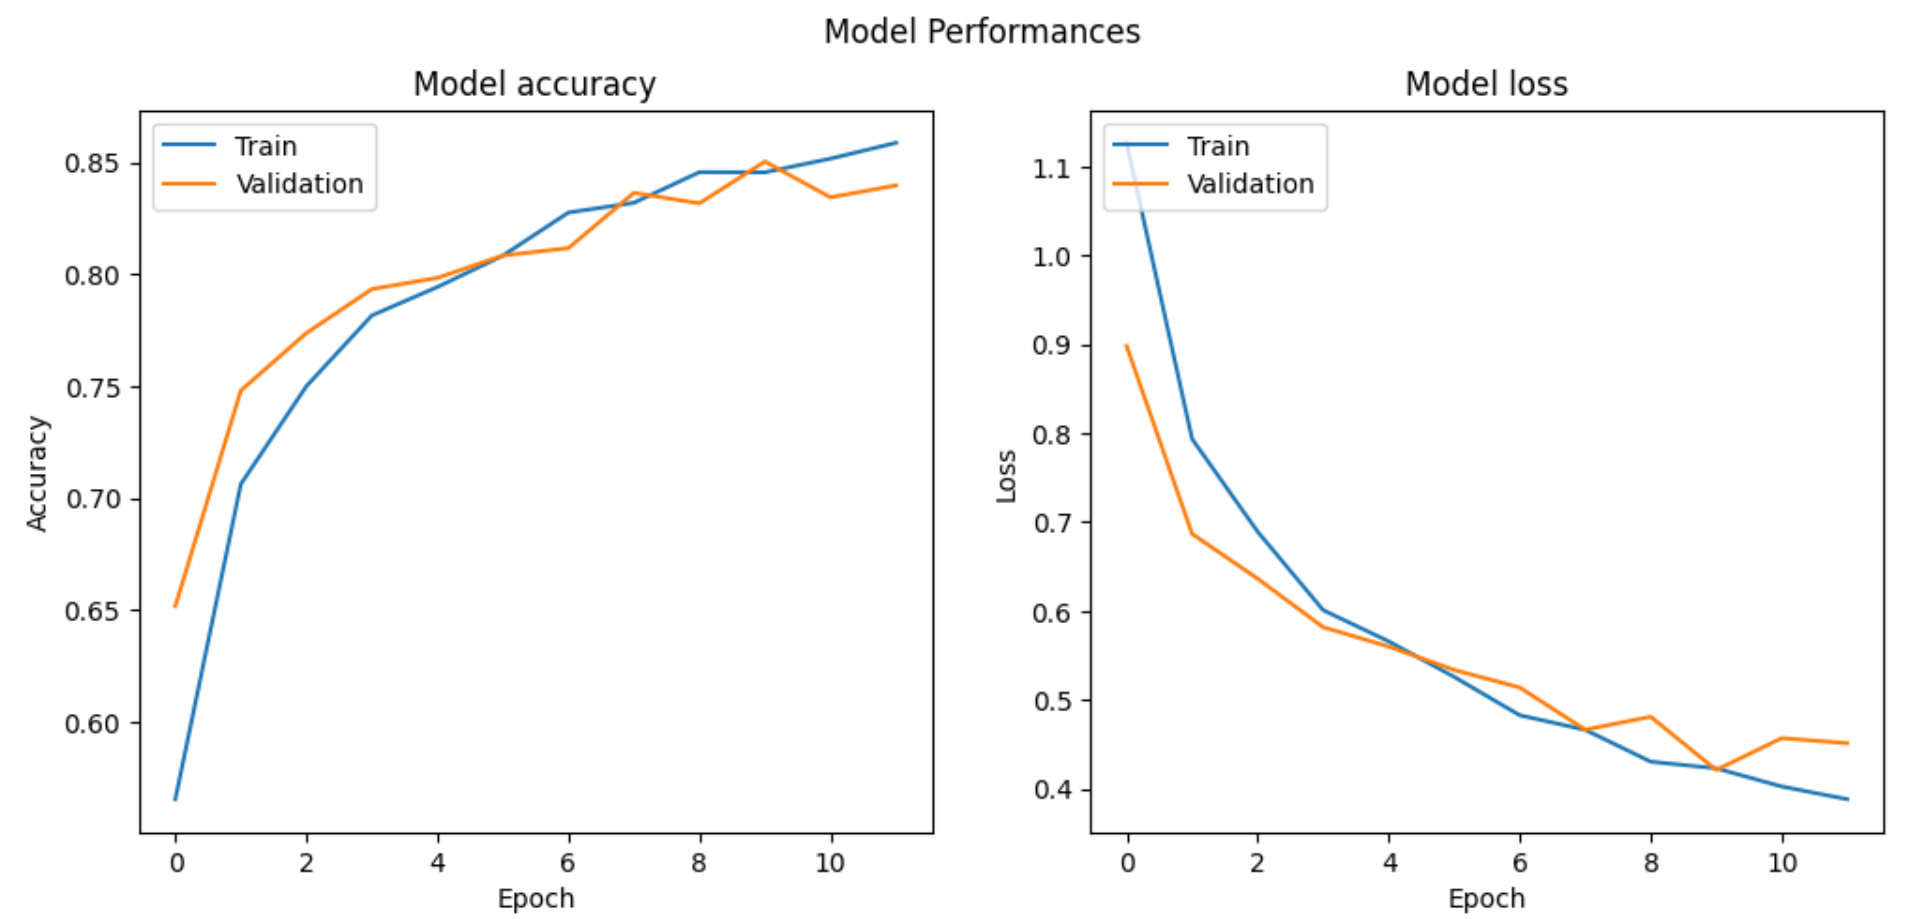 Model Performances
Model accuracy
Train
Validation
0.85
0.80
0.75
0.70
0.65
0.60
Accuracy
0 2 4 6 8 10
Epoch
Model loss
Train
Validation
1.1
1.0
0.9
0.8
0.7
0.6
0.5
0.4
Loss
0 2 4 6 8 10
Epoch